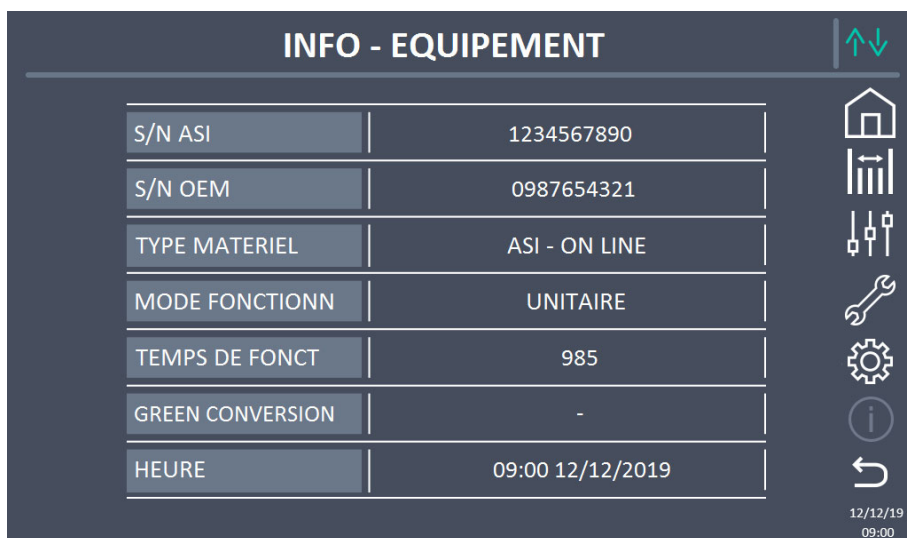 INFO - EQUIPEMENT
S/N ASI 1234567890
S/N OEM 0987654321
TYPE MATERIEL ASI - ON LINE
MODE FONCTIONN UNITAIRE
TEMPS DE FONCT 985
GREEN CONVERSION -
HEURE 09:00 12/12/2019
i
12/12/19
09:00